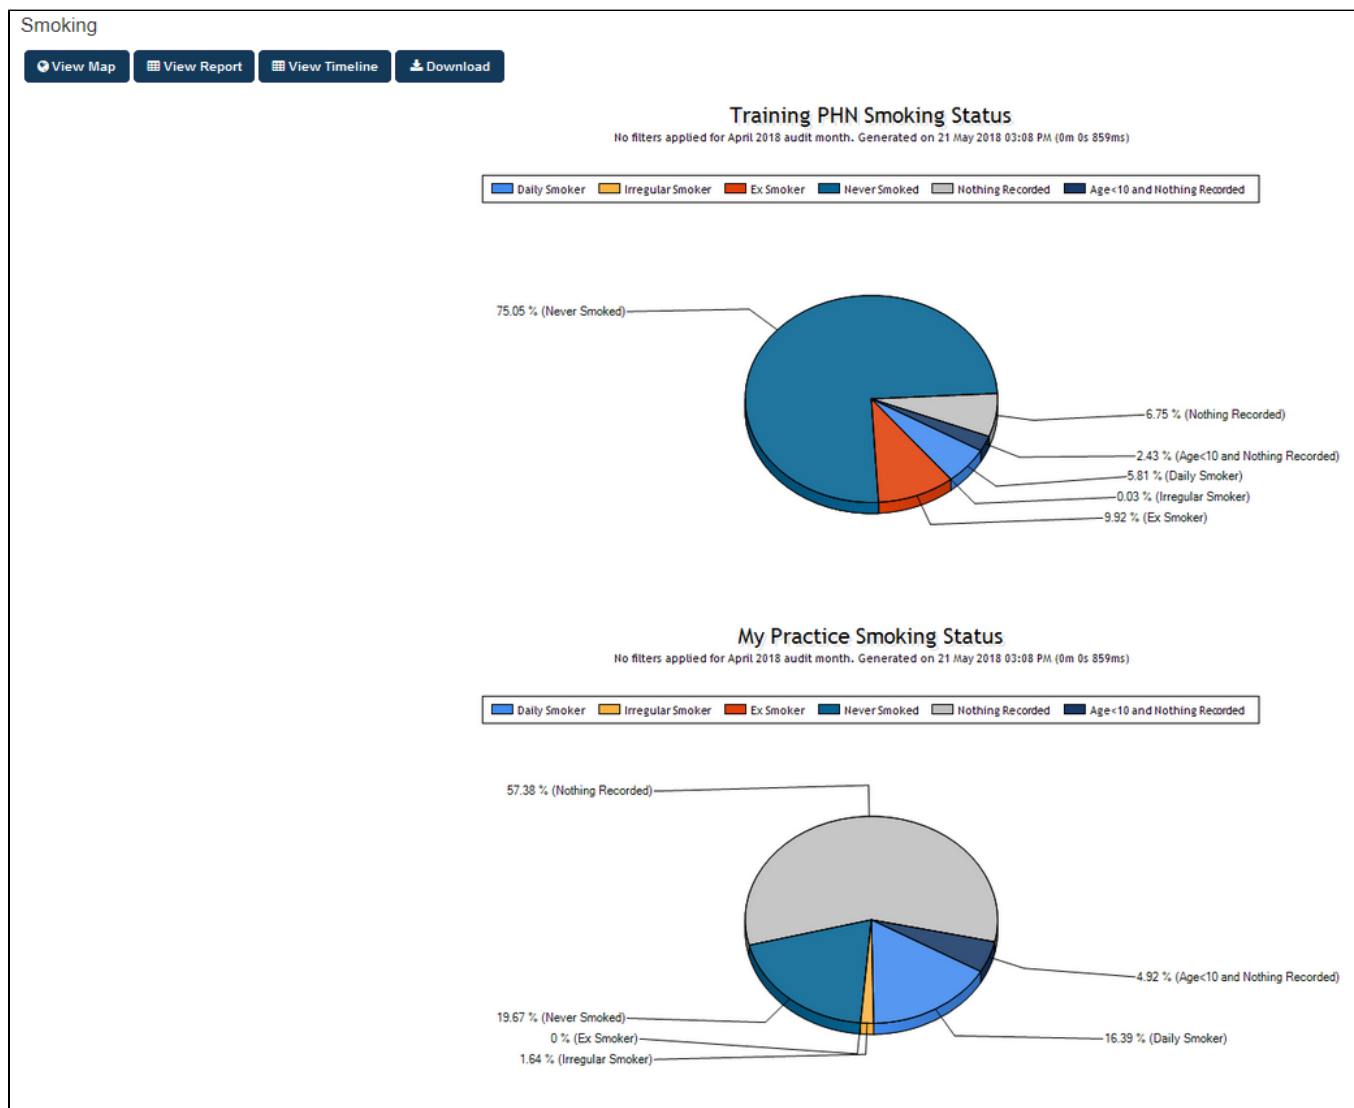 Smoking
View Map View Report View Timeline Download
Training PHN Smoking Status
No filters applied for April 2018 audit month. Generated on 21 May 2018 03:08 PM (0m 0s 859ms)
Daily Smoker Irregular Smoker Ex Smoker Never Smoked Nothing Recorded Age<10 and Nothing Recorded
75.05 % (Never Smoked)
6.75 % (Nothing Recorded)
2.43 % (Age<10 and Nothing Recorded)
5.81 % (Daily Smoker)
0.03 % (Irregular Smoker)
9.92 % (Ex Smoker)
My Practice Smoking Status
No filters applied for April 2018 audit month. Generated on 21 May 2018 03:08 PM (0m 0s 859ms)
Daily Smoker Irregular Smoker Ex Smoker Never Smoked Nothing Recorded Age<10 and Nothing Recorded
57.38 % (Nothing Recorded)
4.92 % (Age<10 and Nothing Recorded)
19.67 % (Never Smoked)
0 % (Ex Smoker)
16.39 % (Daily Smoker)
1.64 % (Irregular Smoker)